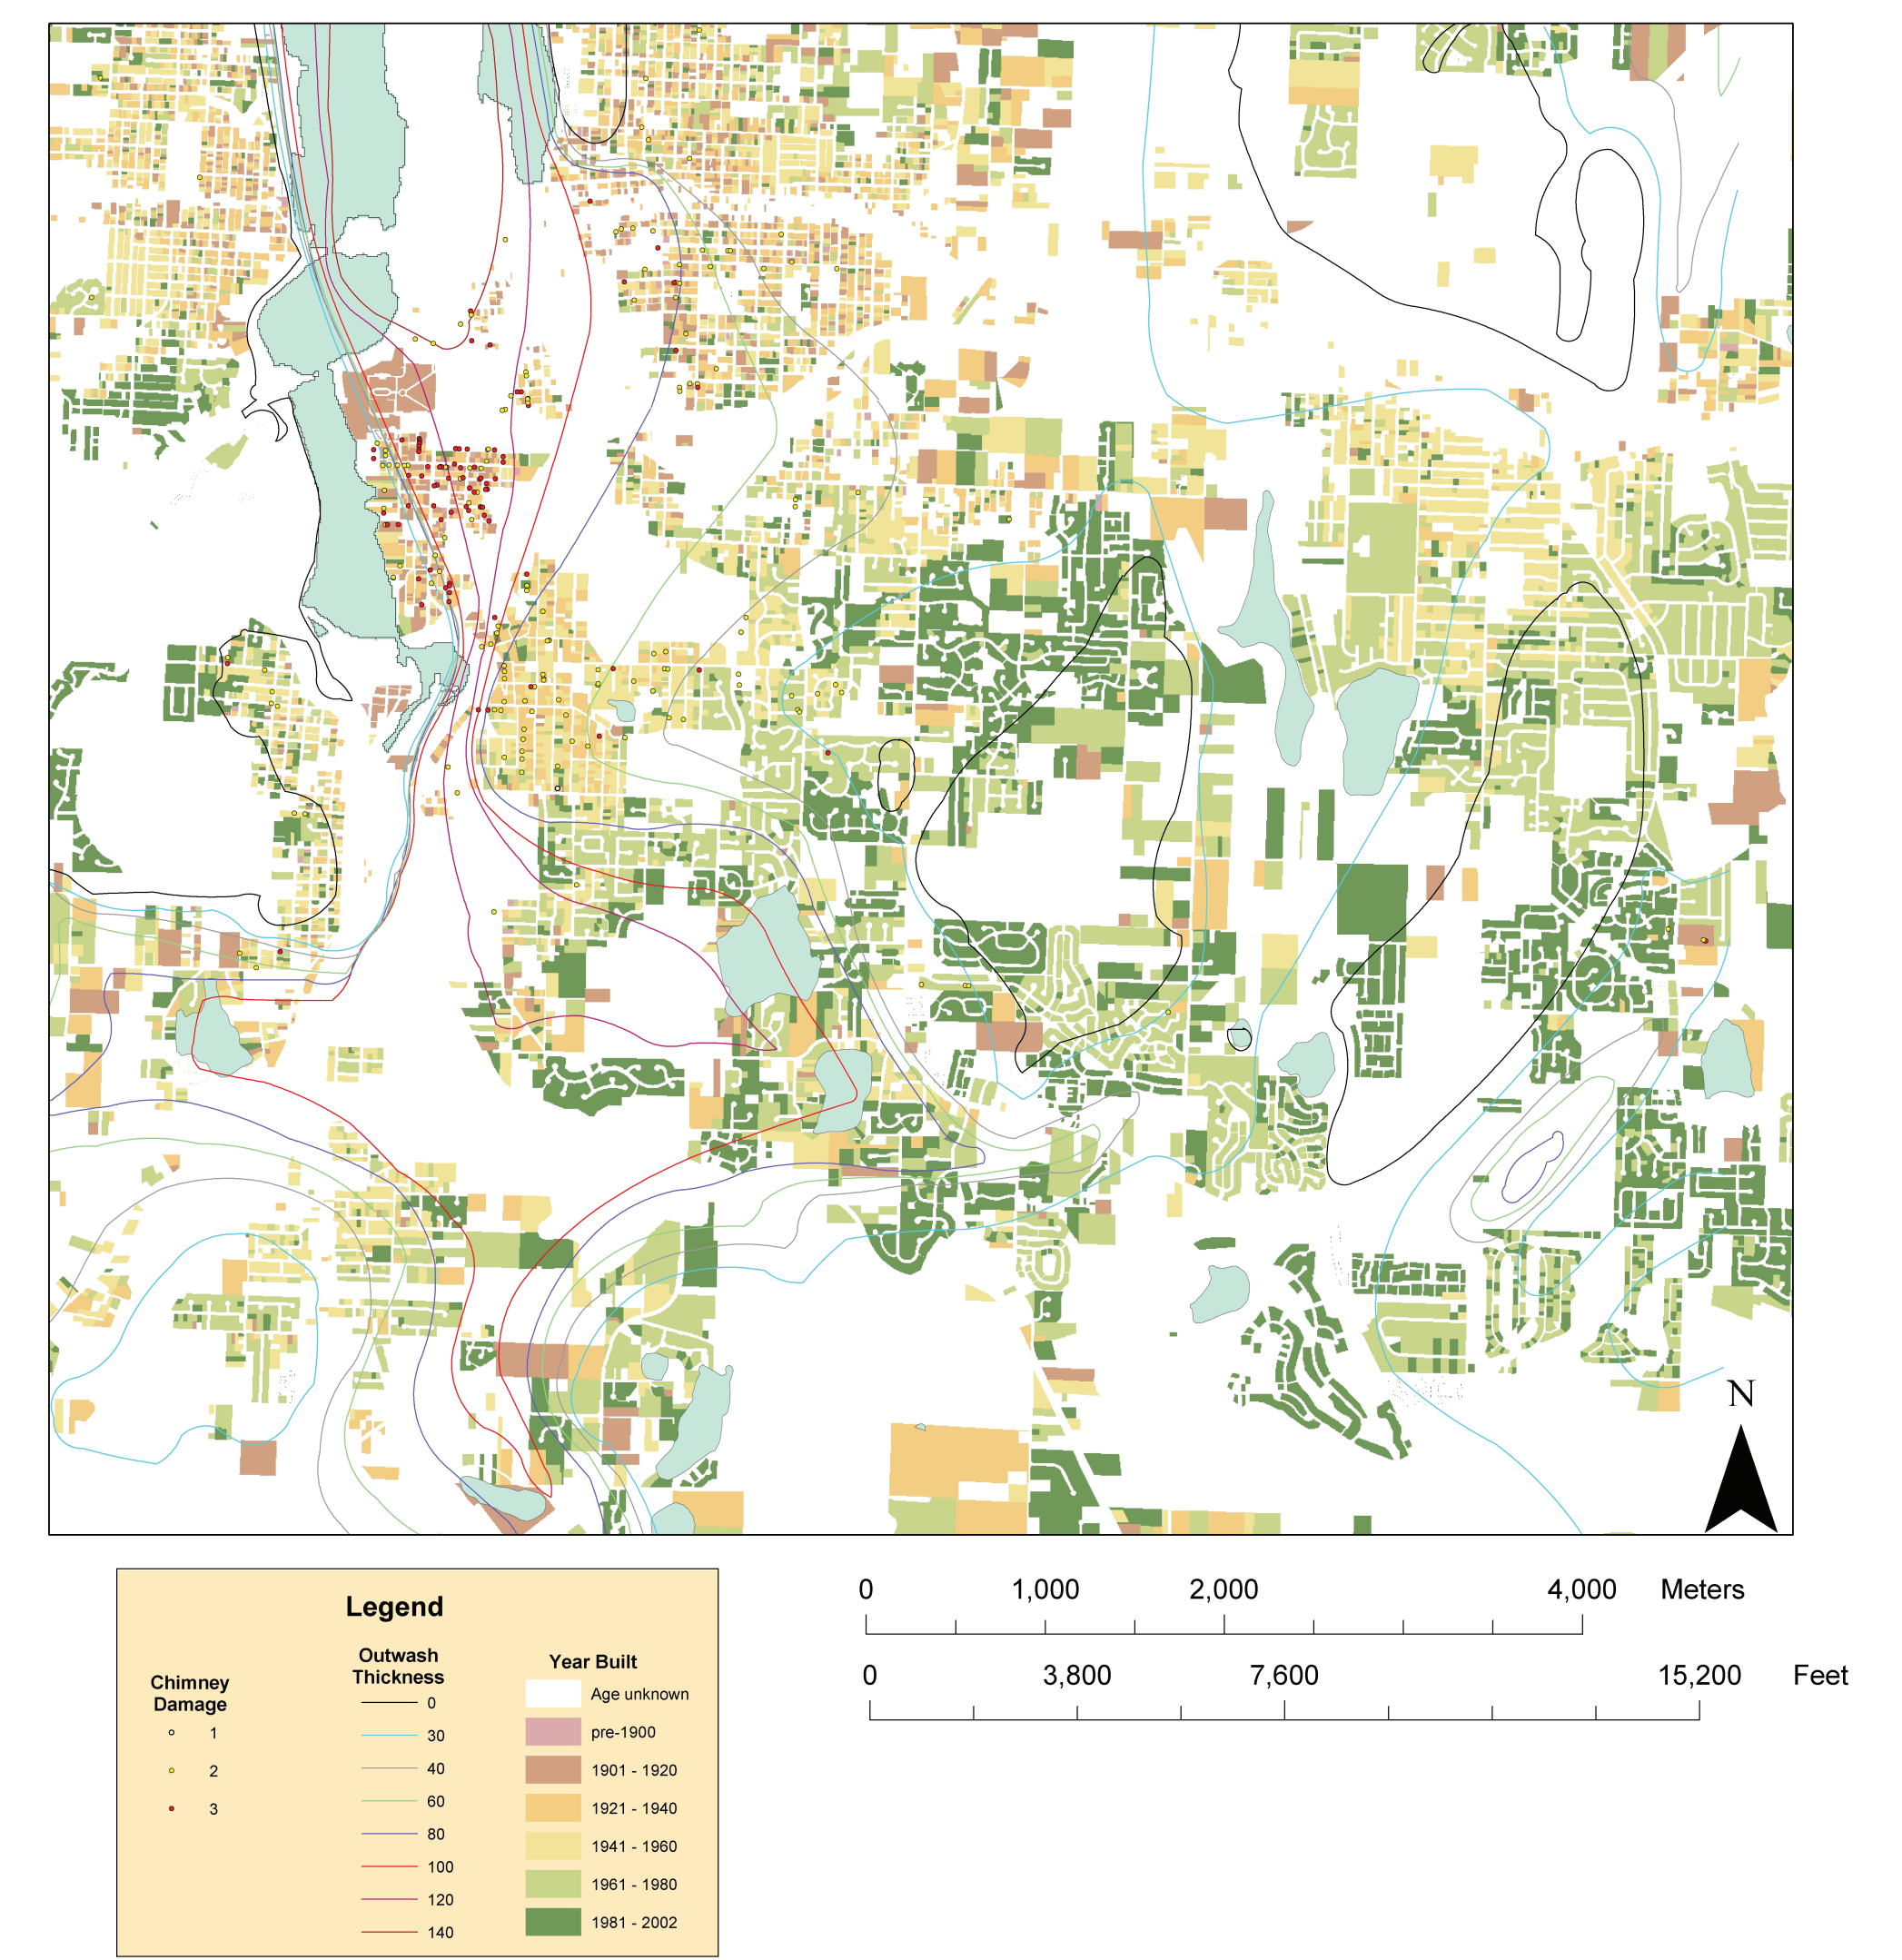 N
0 1,000 2,000 4,000 Meters
0 3,800 7,600 15,200 Feet
Legend
Chimney
Damage
1
2
3
Outwash
Thickness
0
30
40
60
80
100
120
140
Year Built
Age unknown
pre-1900
1901 - 1920
1921 - 1940
1941 - 1960
1961 - 1980
1981 - 2002